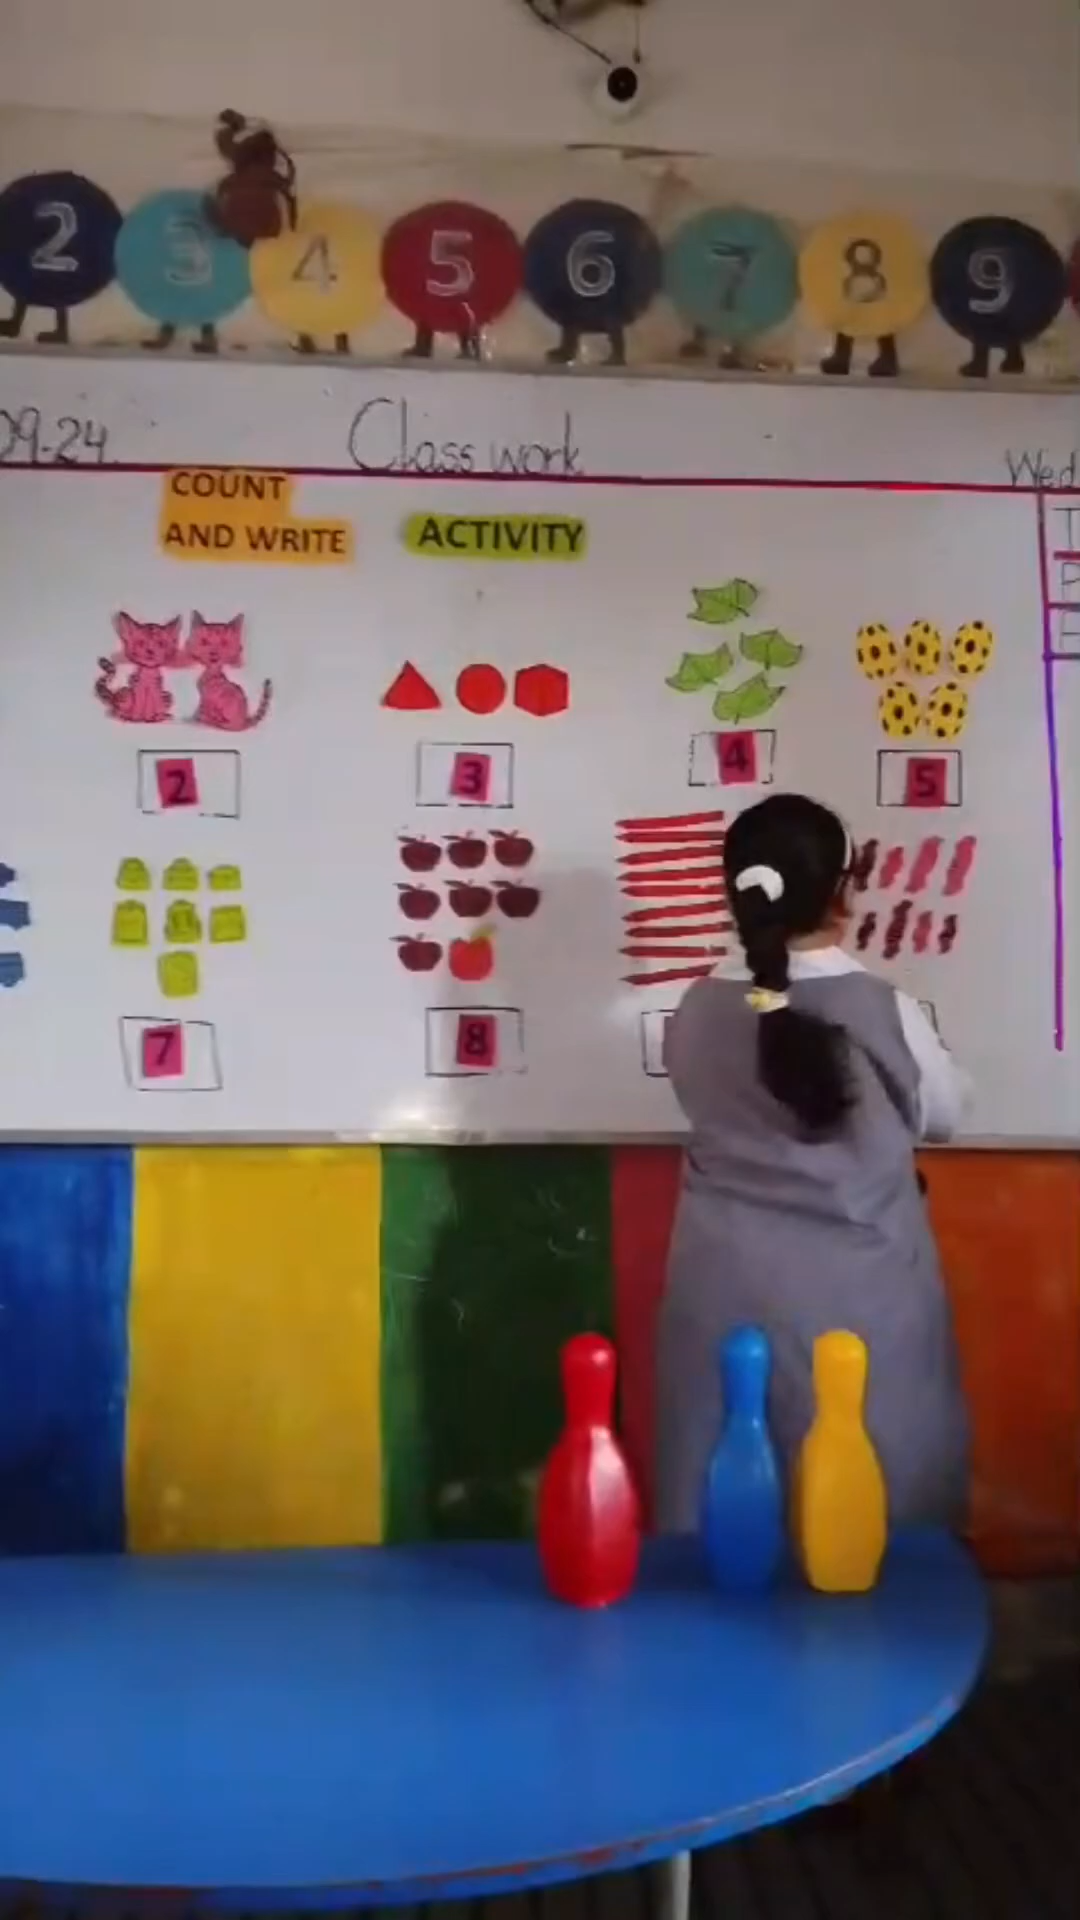 2 3 4 5 6 7 8 9
09-24 Class work Wed
COUNT
AND WRITE ACTIVITY
2 3 4 5
7 8